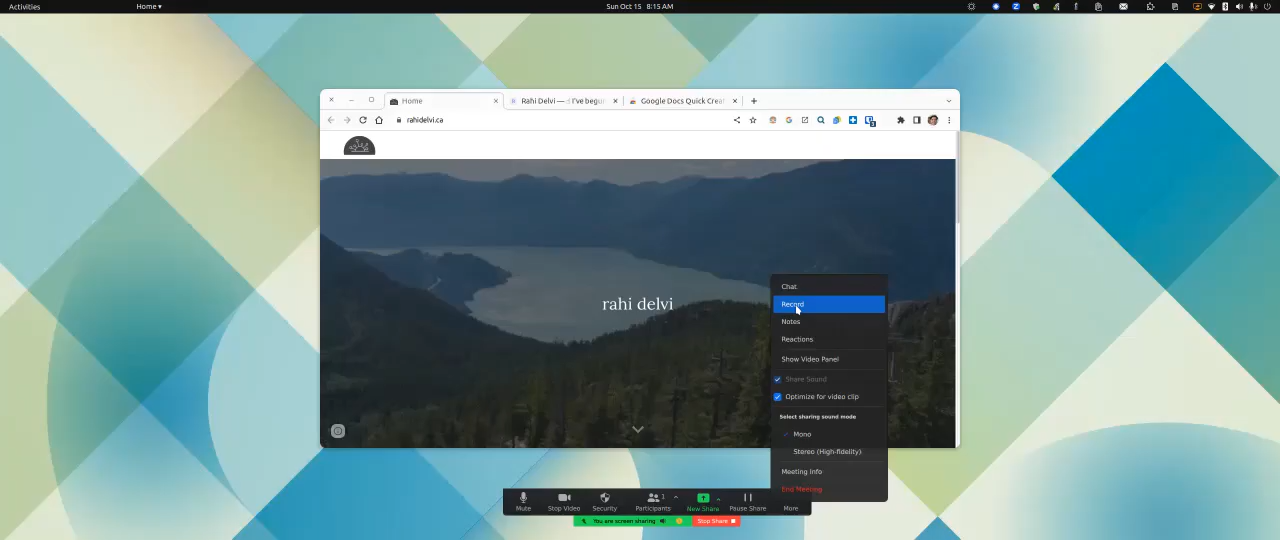 Activities
Home ▾
Sun Oct 15 8:15 AM
Home
Rahi Delvi —
I've begun
Google Docs Quick Crea
rahidelvi.ca
rahi delvi
Chat
Record
Notes
Reactions
Show Video Panel
Share Sound
Optimize for video clip
Select sharing sound mode
Mono
Stereo (High-fidelity)
Meeting Info
End Meeting
Mute
Stop Video
Security
Participants
1
New Share
Pause Share
More
You are screen sharing
Stop Share